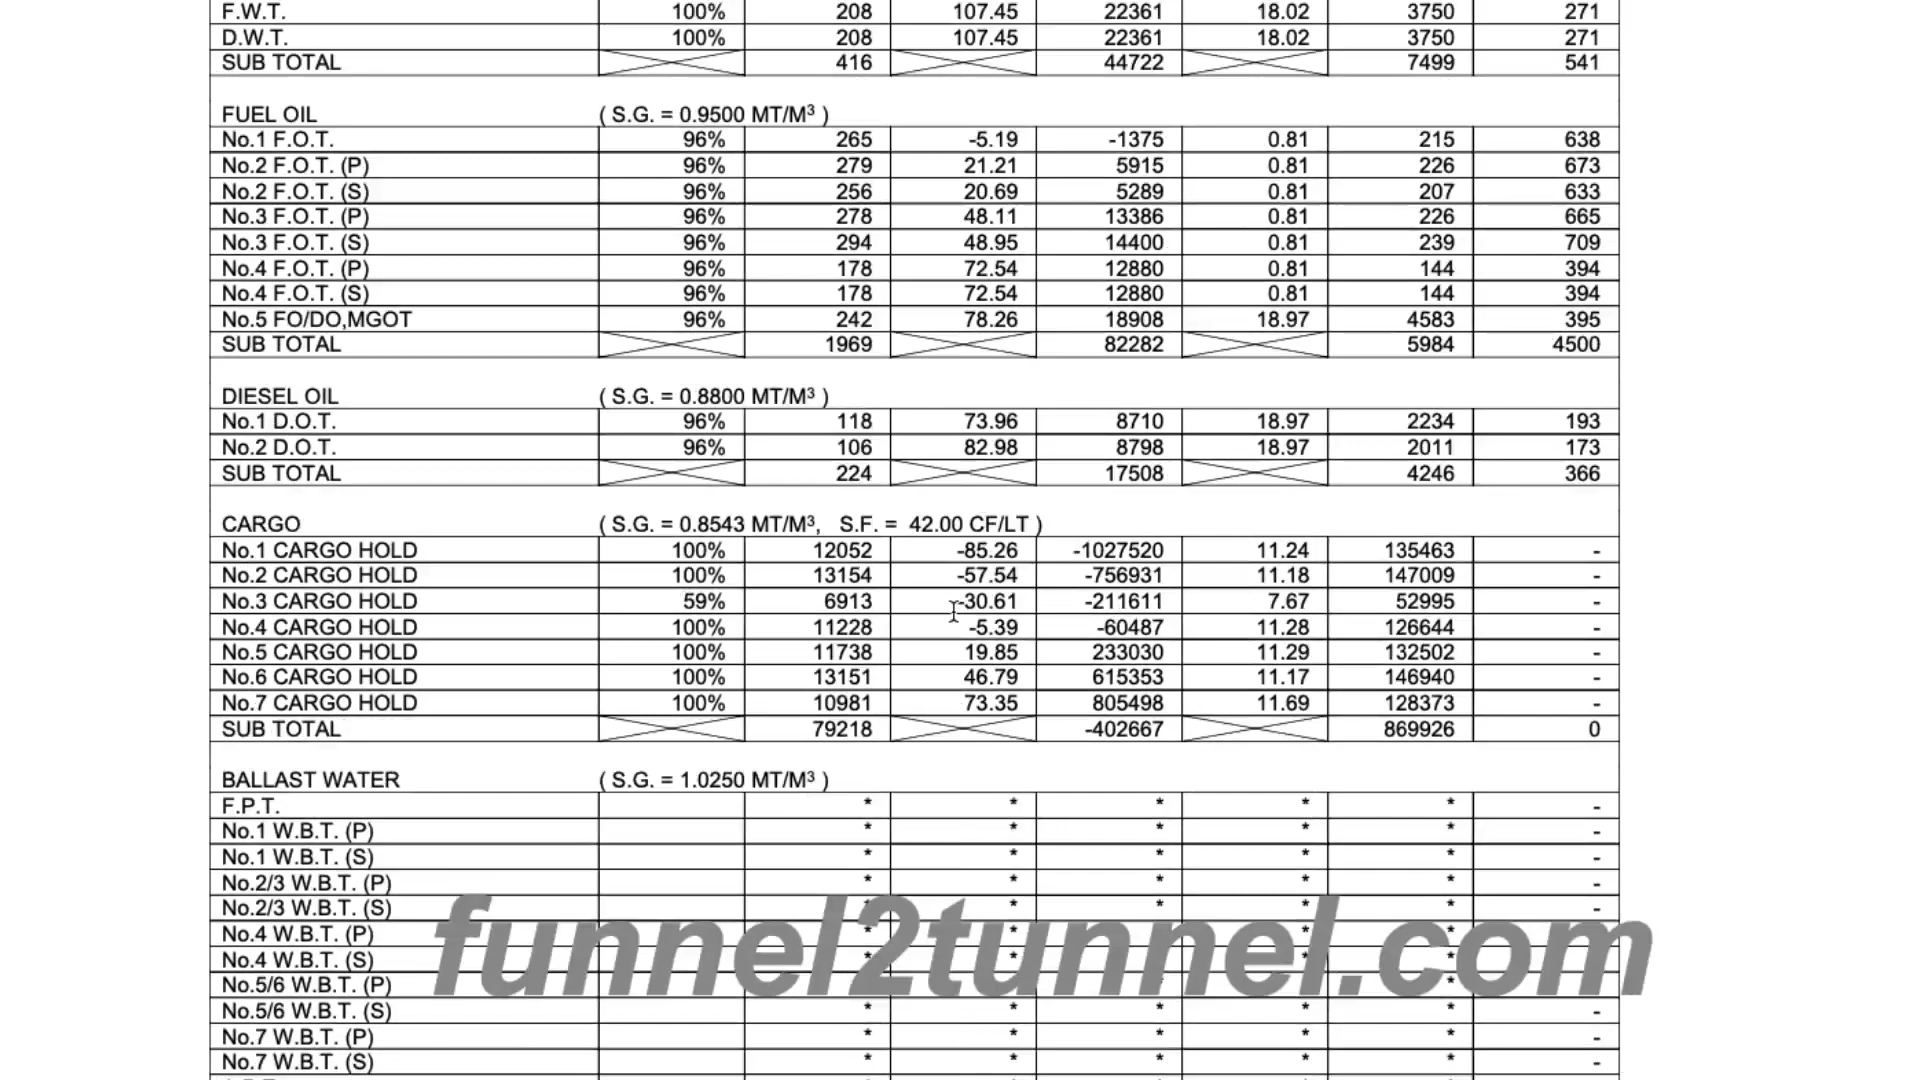 F.W.T. 100% 208 107.45 22361 18.02 3750 271
D.W.T. 100% 208 107.45 22361 18.02 3750 271
SUB TOTAL 416 44722 7499 541
FUEL OIL ( S.G. = 0.9500 MT/M³ )
No.1 F.O.T. 96% 265 -5.19 -1375 0.81 215 638
No.2 F.O.T. (P) 96% 279 21.21 5915 0.81 226 673
No.2 F.O.T. (S) 96% 256 20.69 5289 0.81 207 633
No.3 F.O.T. (P) 96% 278 48.11 13386 0.81 226 665
No.3 F.O.T. (S) 96% 294 48.95 14400 0.81 239 709
No.4 F.O.T. (P) 96% 178 72.54 12880 0.81 144 394
No.4 F.O.T. (S) 96% 178 72.54 12880 0.81 144 394
No.5 FO/DO,MGOT 96% 242 78.26 18908 18.97 4583 395
SUB TOTAL 1969 82282 5984 4500
DIESEL OIL ( S.G. = 0.8800 MT/M³ )
No.1 D.O.T. 96% 118 73.96 8710 18.97 2234 193
No.2 D.O.T. 96% 106 82.98 8798 18.97 2011 173
SUB TOTAL 224 17508 4246 366
CARGO ( S.G. = 0.8543 MT/M³, S.F. = 42.00 CF/LT )
No.1 CARGO HOLD 100% 12052 -85.26 -1027520 11.24 135463 -
No.2 CARGO HOLD 100% 13154 -57.54 -756931 11.18 147009 -
No.3 CARGO HOLD 59% 6913 -30.61 -211611 7.67 52995 -
No.4 CARGO HOLD 100% 11228 -5.39 -60487 11.28 126644 -
No.5 CARGO HOLD 100% 11738 19.85 233030 11.29 132502 -
No.6 CARGO HOLD 100% 13151 46.79 615353 11.17 146940 -
No.7 CARGO HOLD 100% 10981 73.35 805498 11.69 128373 -
SUB TOTAL 79218 -402667 869926 0
BALLAST WATER ( S.G. = 1.0250 MT/M³ )
F.P.T. * * * * * -
No.1 W.B.T. (P) * * * * * -
No.1 W.B.T. (S) * * * * * -
No.2/3 W.B.T. (P) * * * * * -
No.2/3 W.B.T. (S) * * * * * -
No.4 W.B.T. (P) * * * * * -
No.4 W.B.T. (S) * * * * * -
funnel2tunnel.com
No.5/6 W.B.T. (P)
No.5/6 W.B.T. (S) * * * * * -
No.7 W.B.T. (P) * * * * * -
No.7 W.B.T. (S) * * * * * -